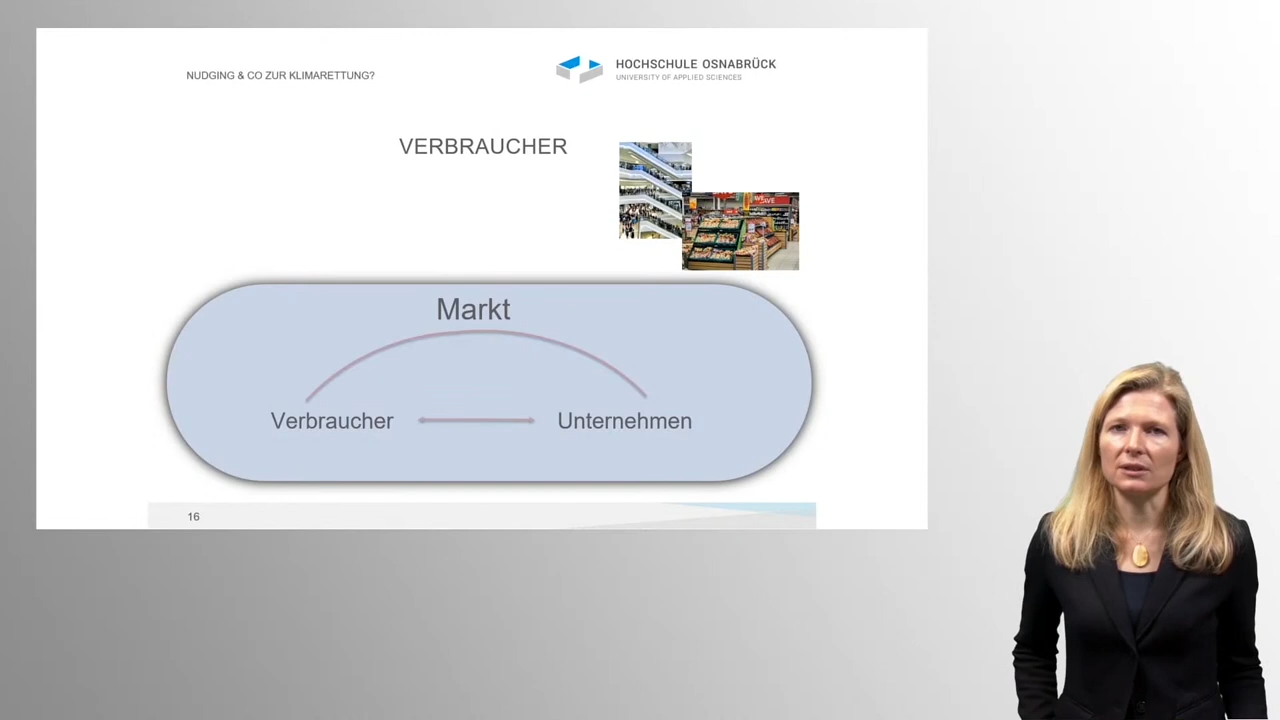 NUDGING & CO ZUR KLIMARETTUNG?
HOCHSCHULE OSNABRÜCK
UNIVERSITY OF APPLIED SCIENCES
VERBRAUCHER
Markt
Verbraucher
Unternehmen
16